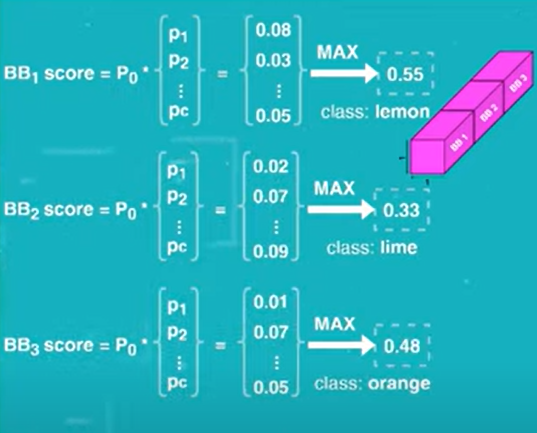 BB1 score = P0 * p1 p2 ⋮ pc = 0.08 0.03 ⋮ 0.05 MAX 0.55
class: lemon
BB2 score = P0 * p1 p2 ⋮ pc = 0.02 0.07 ⋮ 0.09 MAX 0.33
class: lime
BB3 score = P0 * p1 p2 ⋮ pc = 0.01 0.07 ⋮ 0.05 MAX 0.48
class: orange
BB 1 BB 2 BB 3